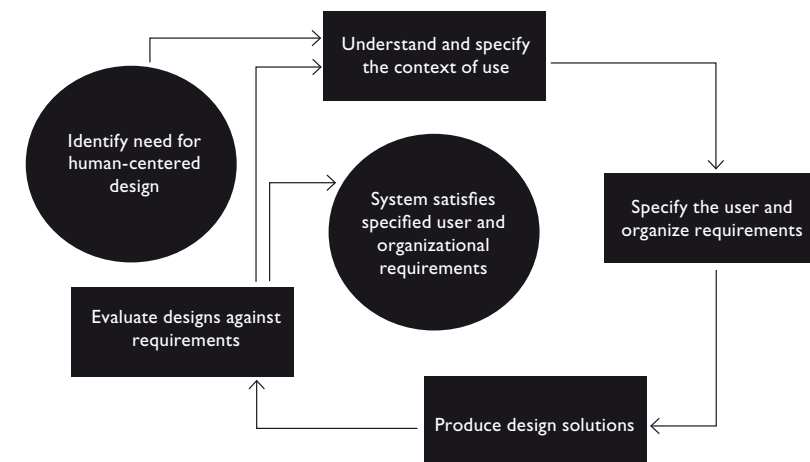 Identify need for
human-centered
design
Understand and specify
the context of use
Specify the user and
organize requirements
Produce design solutions
Evaluate designs against
requirements
System satisfies
specified user and
organizational
requirements